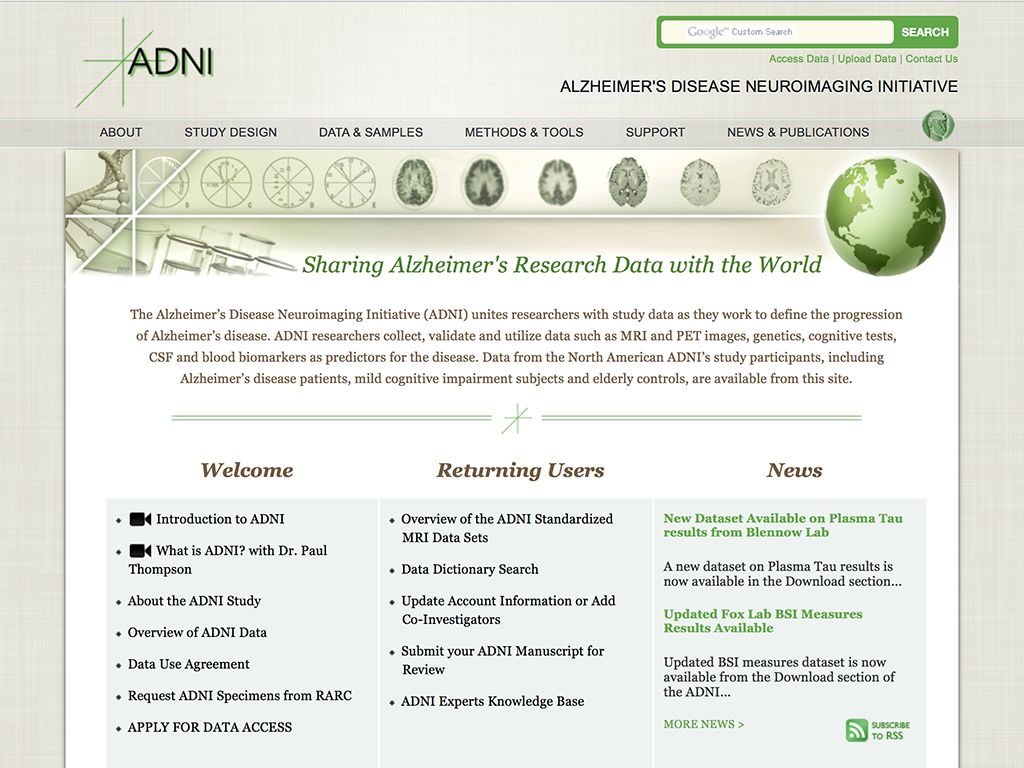 ADNI
Google™ Custom Search
SEARCH
Access Data | Upload Data | Contact Us
ALZHEIMER'S DISEASE NEUROIMAGING INITIATIVE
ABOUT STUDY DESIGN DATA & SAMPLES METHODS & TOOLS SUPPORT NEWS & PUBLICATIONS
B C D E
Sharing Alzheimer's Research Data with the World
The Alzheimer’s Disease Neuroimaging Initiative (ADNI) unites researchers with study data as they work to define the progression
of Alzheimer’s disease. ADNI researchers collect, validate and utilize data such as MRI and PET images, genetics, cognitive tests,
CSF and blood biomarkers as predictors for the disease. Data from the North American ADNI’s study participants, including
Alzheimer’s disease patients, mild cognitive impairment subjects and elderly controls, are available from this site.
Welcome
Introduction to ADNI
What is ADNI? with Dr. Paul
Thompson
About the ADNI Study
Overview of ADNI Data
Data Use Agreement
Request ADNI Specimens from RARC
APPLY FOR DATA ACCESS
Returning Users
Overview of the ADNI Standardized
MRI Data Sets
Data Dictionary Search
Update Account Information or Add
Co-Investigators
Submit your ADNI Manuscript for
Review
ADNI Experts Knowledge Base
News
New Dataset Available on Plasma Tau
results from Blennow Lab
A new dataset on Plasma Tau results is
now available in the Download section...
Updated Fox Lab BSI Measures
Results Available
Updated BSI measures dataset is now
available from the Download section of
the ADNI...
MORE NEWS >
SUBSCRIBE
TO RSS